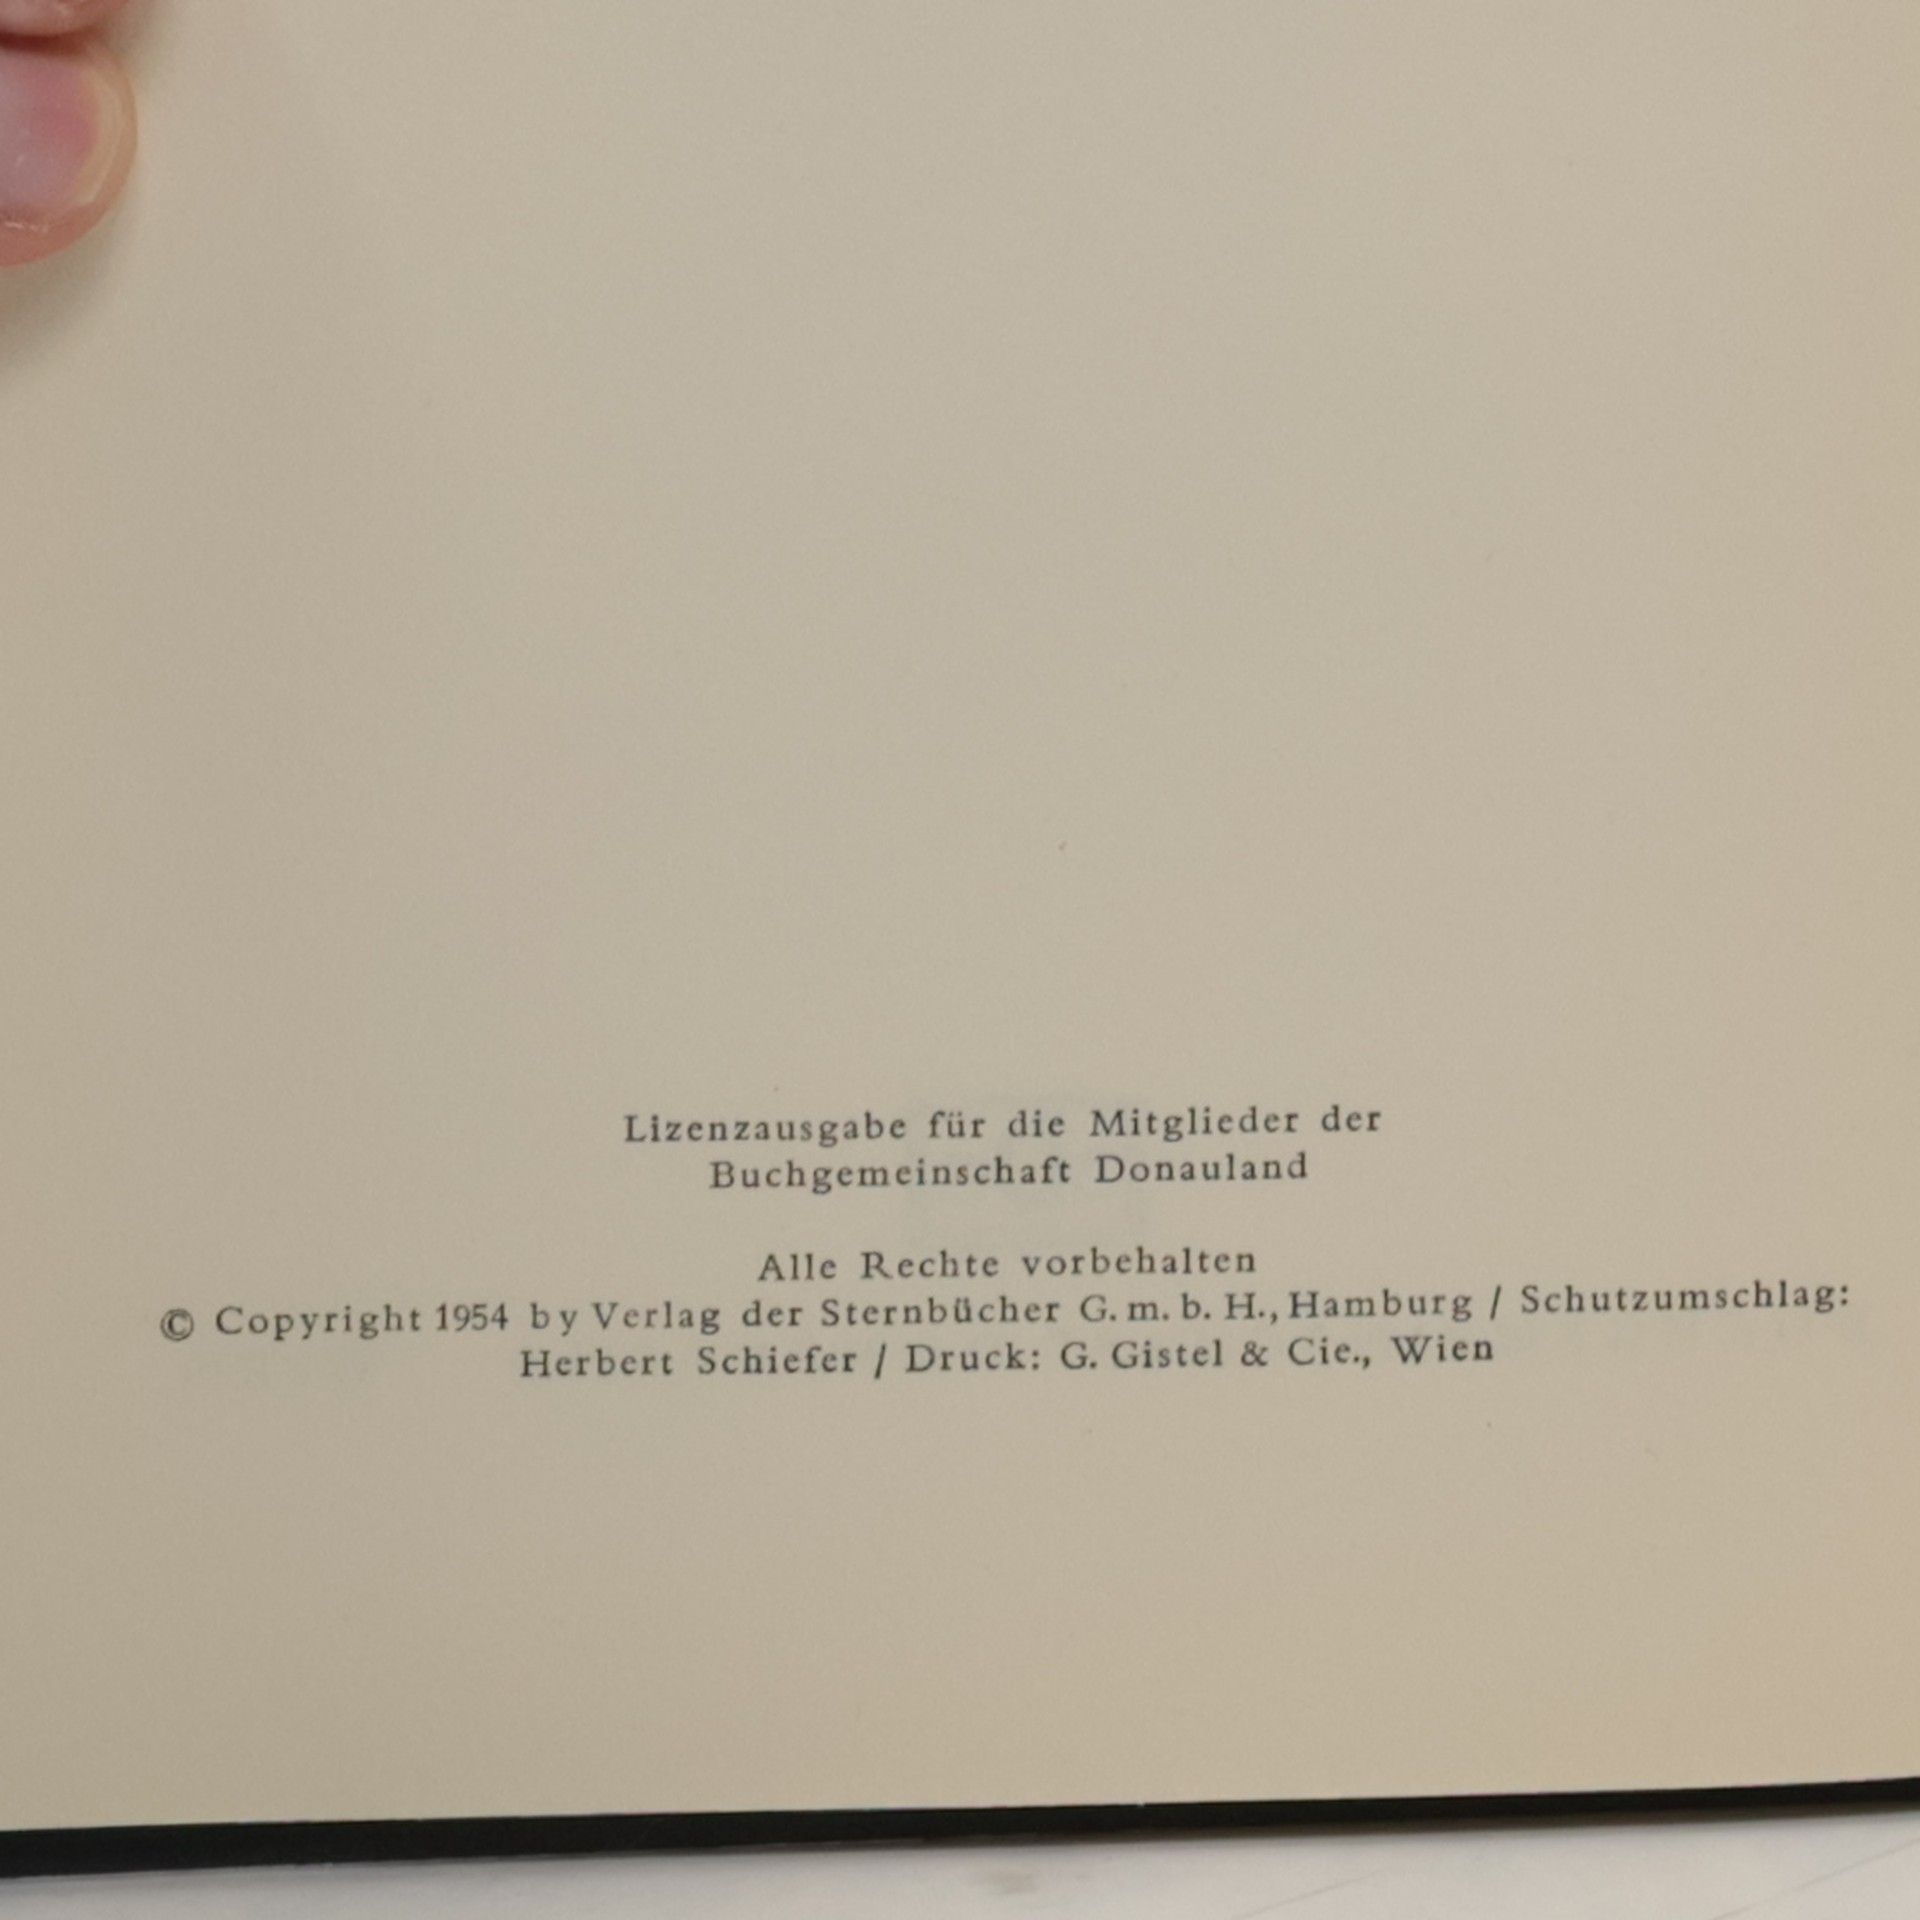 Lizenzausgabe für die Mitglieder der
Buchgemeinschaft Donauland
Alle Rechte vorbehalten
© Copyright 1954 by Verlag der Sternbücher G. m. b. H., Hamburg / Schutzumschlag:
Herbert Schiefer / Druck: G. Gistel & Cie., Wien